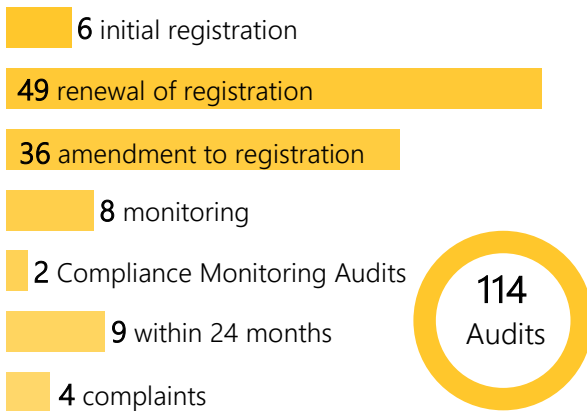 6 initial registration
49 renewal of registration
36 amendment to registration
8 monitoring
2 Compliance Monitoring Audits
9 within 24 months
4 complaints
114
Audits